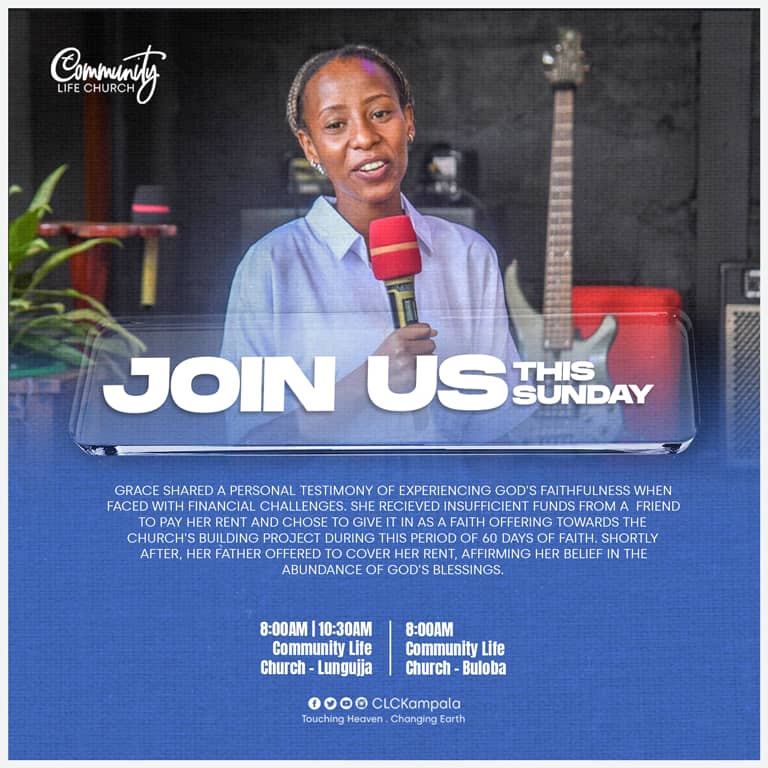 Community
LIFE CHURCH
JOIN US THIS SUNDAY
GRACE SHARED A PERSONAL TESTIMONY OF EXPERIENCING GOD'S FAITHFULNESS WHEN
FACED WITH FINANCIAL CHALLENGES. SHE RECIEVED INSUFFICIENT FUNDS FROM A FRIEND
TO PAY HER RENT AND CHOSE TO GIVE IT IN AS A FAITH OFFERING TOWARDS THE
CHURCH'S BUILDING PROJECT DURING THIS PERIOD OF 60 DAYS OF FAITH. SHORTLY
AFTER, HER FATHER OFFERED TO COVER HER RENT, AFFIRMING HER BELIEF IN THE
ABUNDANCE OF GOD'S BLESSINGS.
8:00AM | 10:30AM
Community Life
Church - Lungujja
8:00AM
Community Life
Church - Buloba
CLCKampala
Touching Heaven . Changing Earth